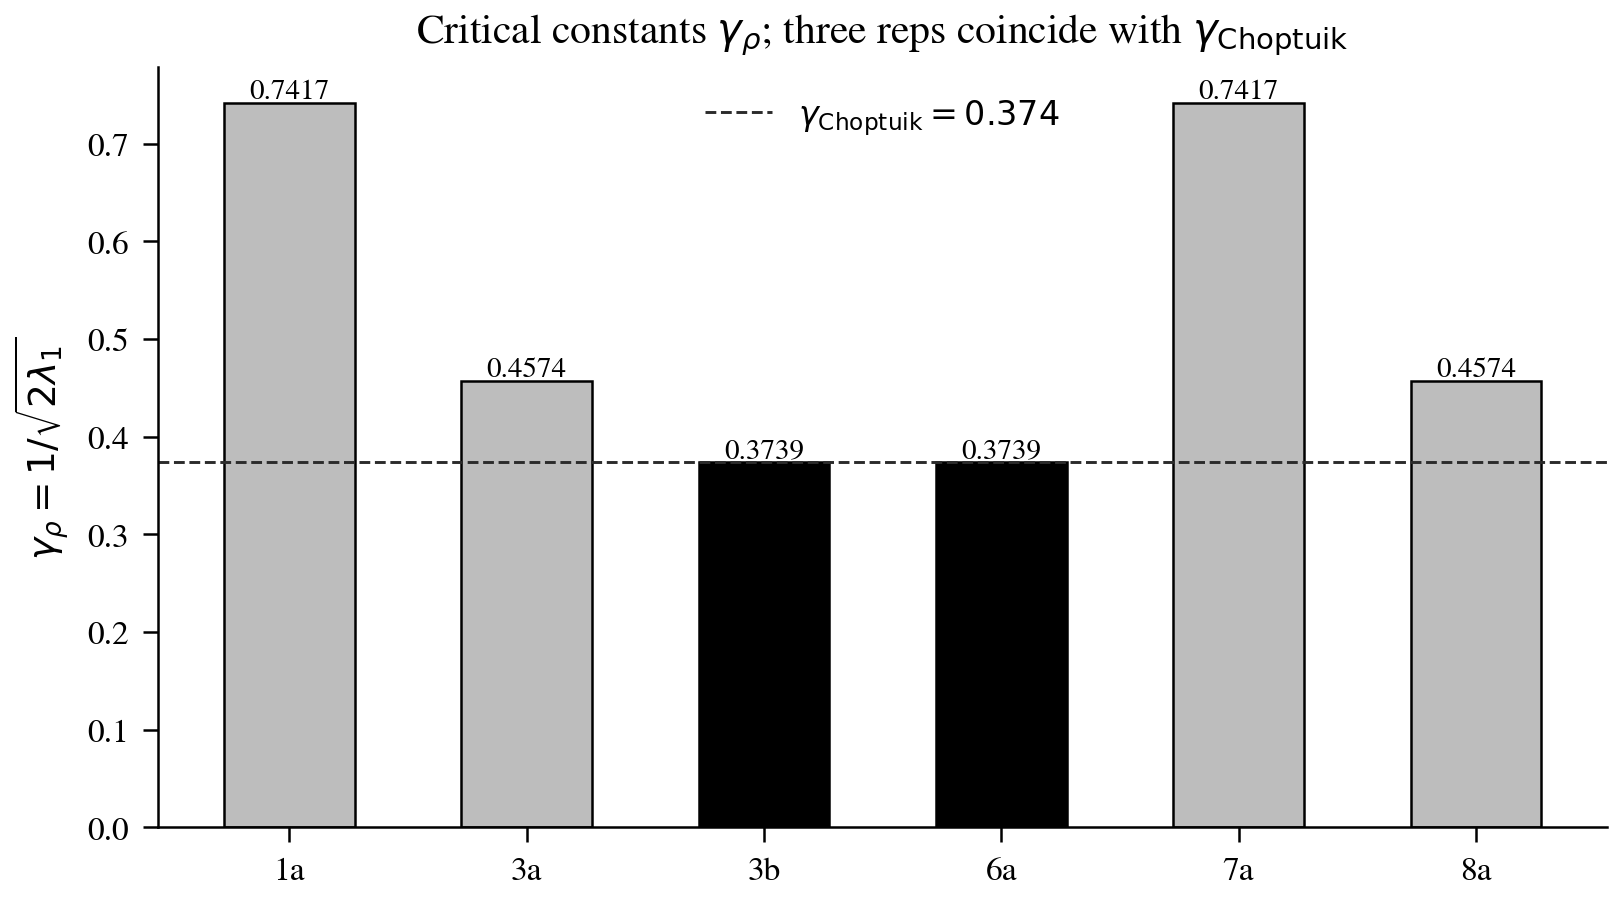 Critical constants γ_ρ; three reps coincide with γ_Choptuik
0.7417
0.7417
γ_Choptuik = 0.374
0.7
0.6
0.5
0.4574
0.4574
0.4
0.3739
0.3739
γ_ρ = 1/√2λ₁
0.3
0.2
0.1
0.0
1a
3a
3b
6a
7a
8a